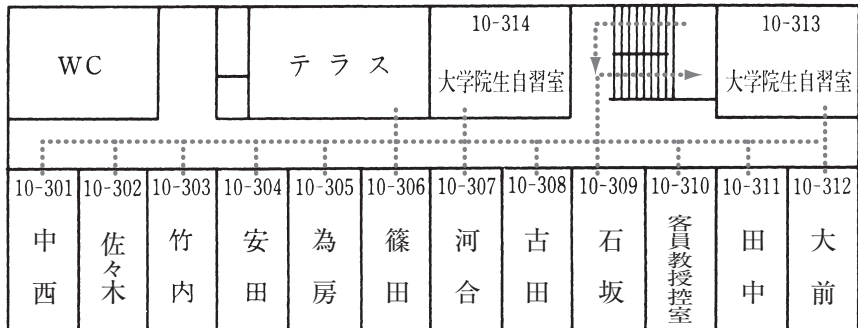 10-314
10-313
WC
テラス
大学院生自習室
大学院生自習室
10-301
10-302
10-303
10-304
10-305
10-306
10-307
10-308
10-309
10-310
10-311
10-312
中西
佐々木
竹内
安田
為房
篠田
河合
古田
石坂
客員教授控室
田中
大前